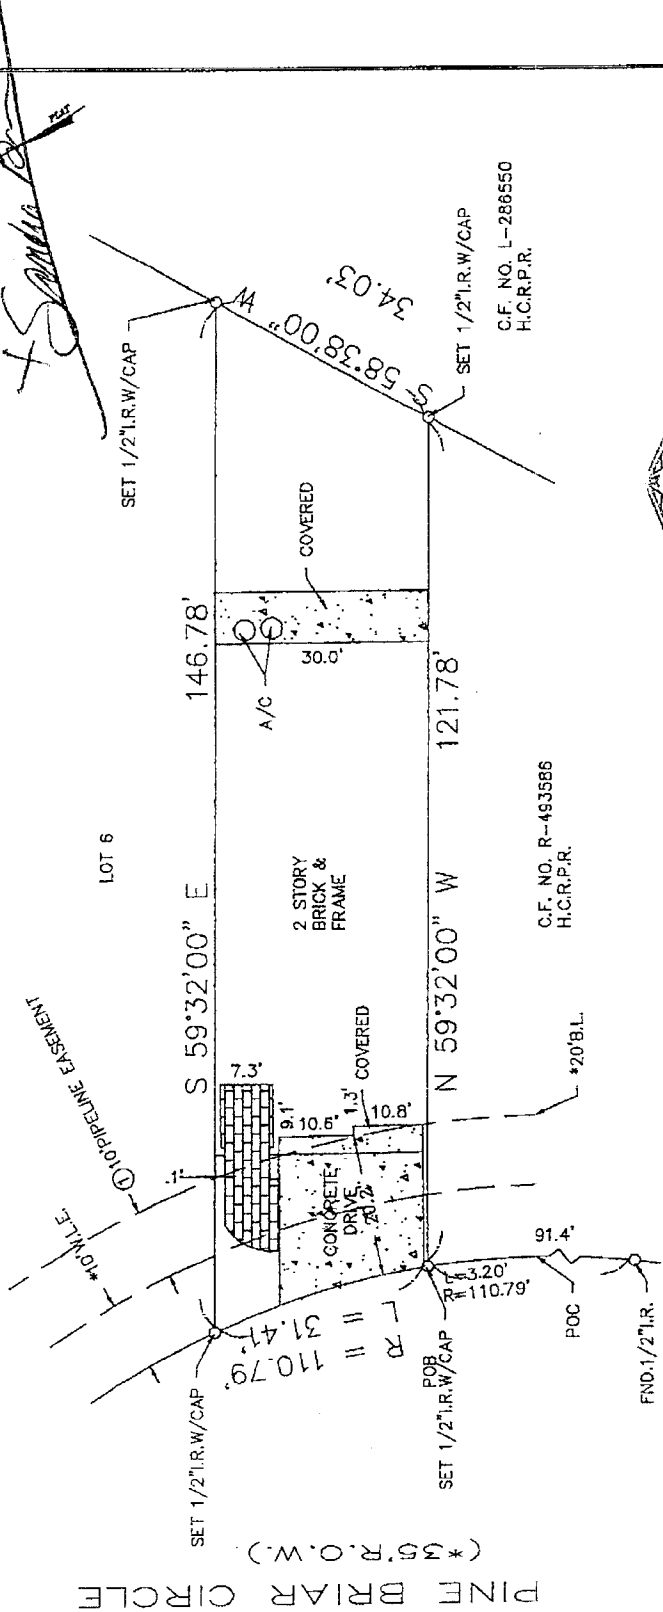 PLAT
SET 1/2"I.R.W/CAP
S 58°38'00"
34.03'
SET 1/2"I.R.W/CAP
C.F. NO. L-286550
H.C.R.P.R.
LOT 6
S 59°32'00" E 146.78'
COVERED
A/C
30.0'
2 STORY
BRICK &
FRAME
N 59°32'00" W 121.78'
C.F. NO. R-493586
H.C.R.P.R.
1 10'PIPELINE EASEMENT
*10'W.L.E.
.1'
7.3'
9.1'
10.6'
1.3'
10.8'
COVERED
CONCRETE
DRIVE
20.2'
*20'B.L.
R = 110.79'
L = 31.41'
SET 1/2"I.R.W/CAP
POB
SET 1/2"I.R.W/CAP
L=3.20'
R=110.79'
91.4'
POC
FND.1/2"I.R.
PINE BRIAR CIRCLE
(*35'R.O.W.)